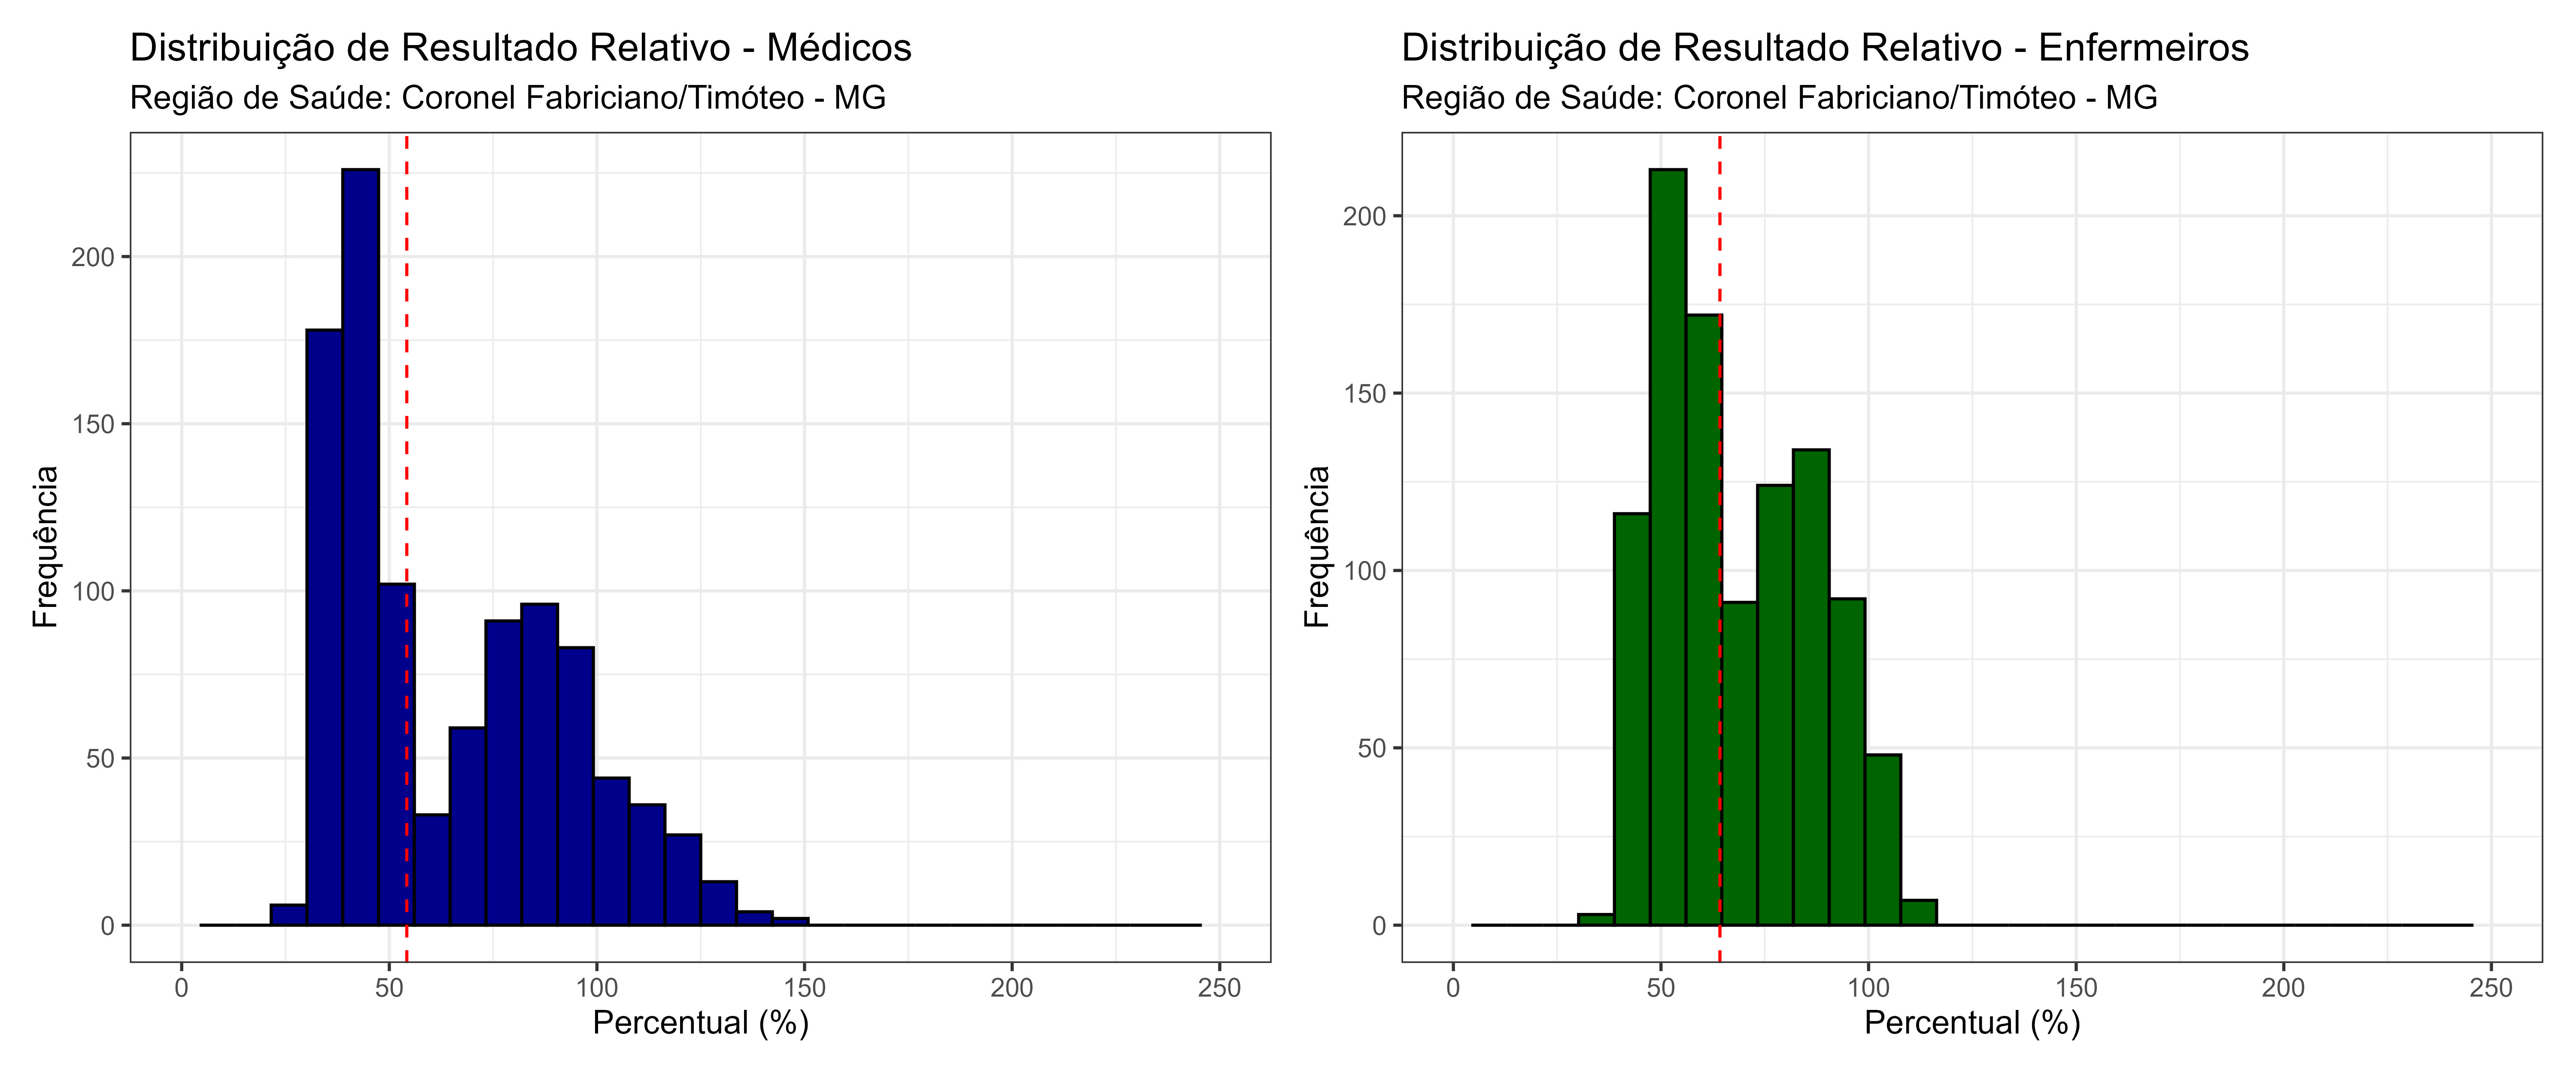 Distribuição de Resultado Relativo - Médicos
Região de Saúde: Coronel Fabriciano/Timóteo - MG
Frequência
200
150
100
50
0
0 50 100 150 200 250
Percentual (%)
Distribuição de Resultado Relativo - Enfermeiros
Região de Saúde: Coronel Fabriciano/Timóteo - MG
Frequência
200
150
100
50
0
0 50 100 150 200 250
Percentual (%)